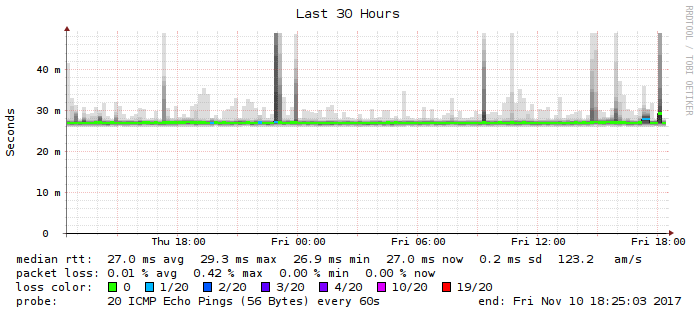 Last 30 Hours
RRDTOOL / TOBI OETIKER
Seconds
40 m
30 m
20 m
10 m
0
Thu 18:00 Fri 00:00 Fri 06:00 Fri 12:00 Fri 18:00
median rtt: 27.0 ms avg 29.3 ms max 26.9 ms min 27.0 ms now 0.2 ms sd 123.2 am/s
packet loss: 0.01 % avg 0.42 % max 0.00 % min 0.00 % now
loss color: 0 1/20 2/20 3/20 4/20 10/20 19/20
probe: 20 ICMP Echo Pings (56 Bytes) every 60s end: Fri Nov 10 18:25:03 2017